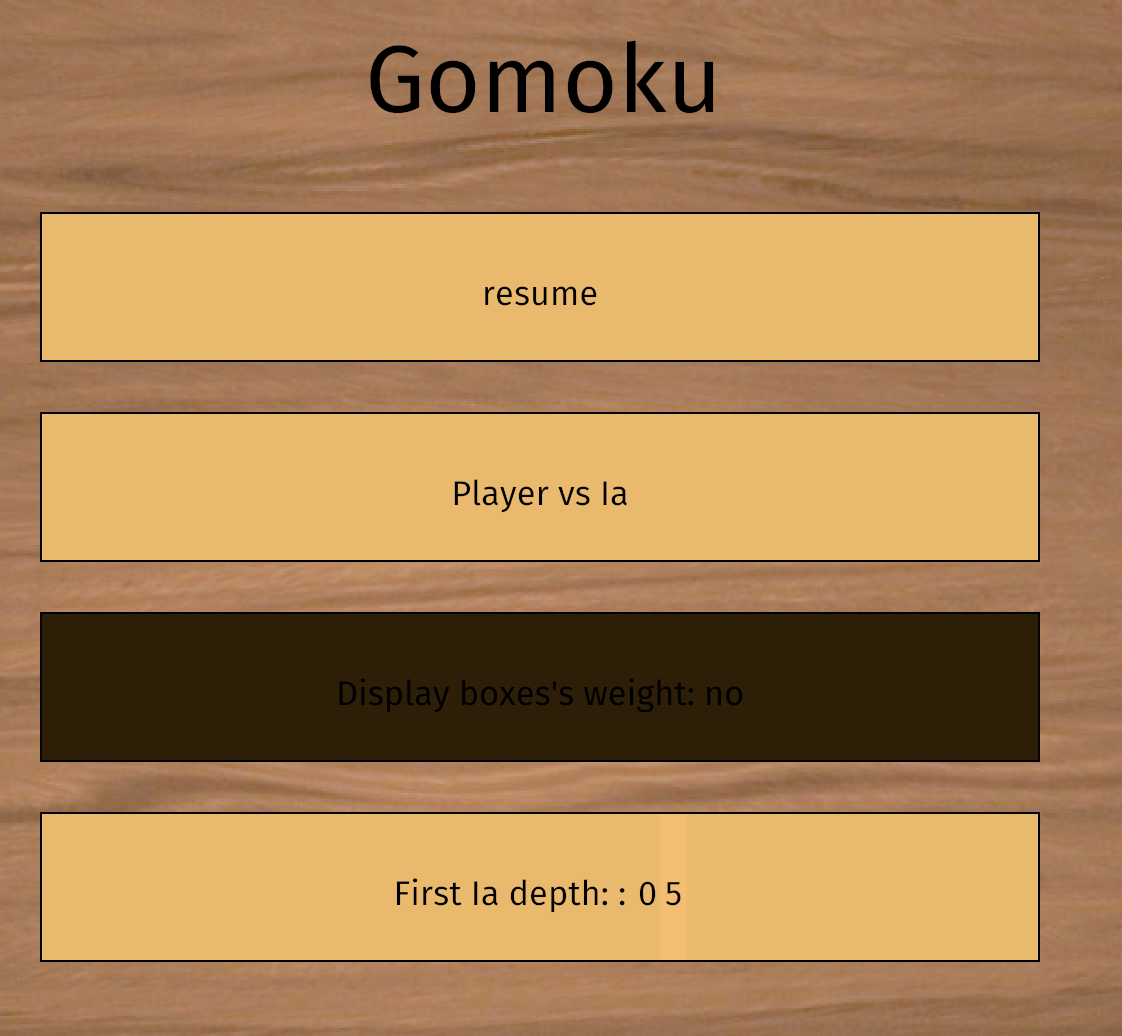 Gomoku
resume
Player vs Ia
Display boxes's weight: no
First Ia depth: : 0 5